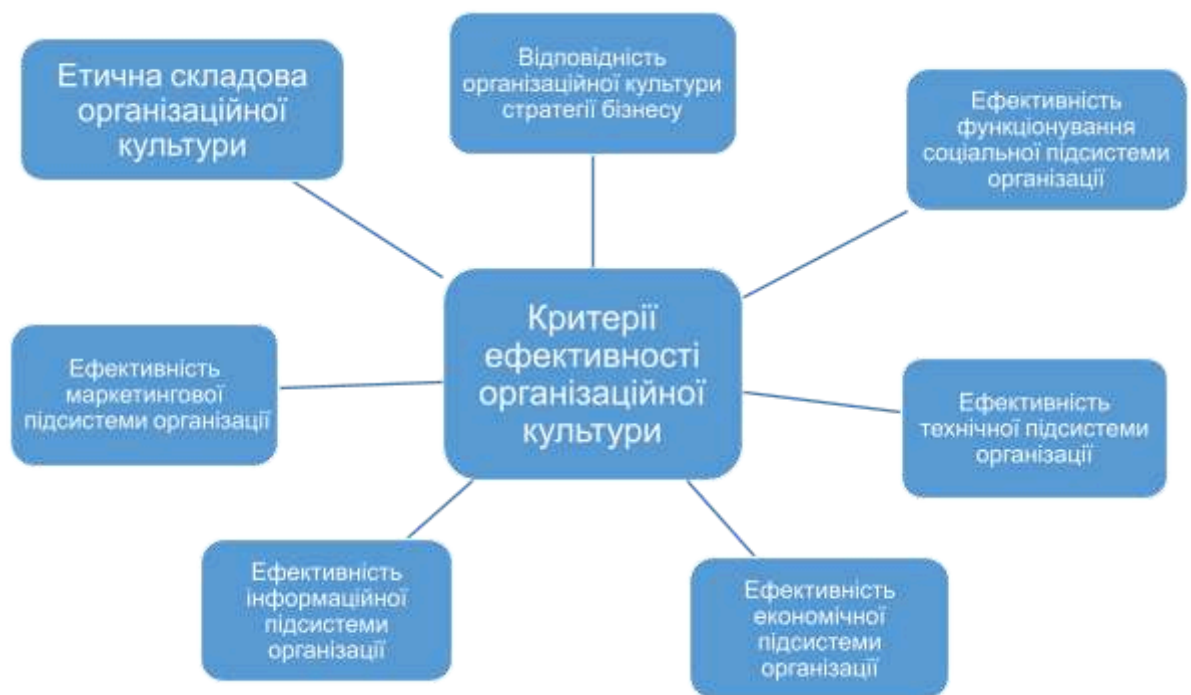 Етична складова
організаційної
культури
Відповідність
організаційної культури
стратегії бізнесу
Ефективність
функціонування
соціальної підсистеми
організації
Критерії
ефективності
організаційної
культури
Ефективність
маркетингової
підсистеми організації
Ефективність
технічної підсистеми
організації
Ефективність
інформаційної
підсистеми
організації
Ефективність
економічної
підсистеми
організації